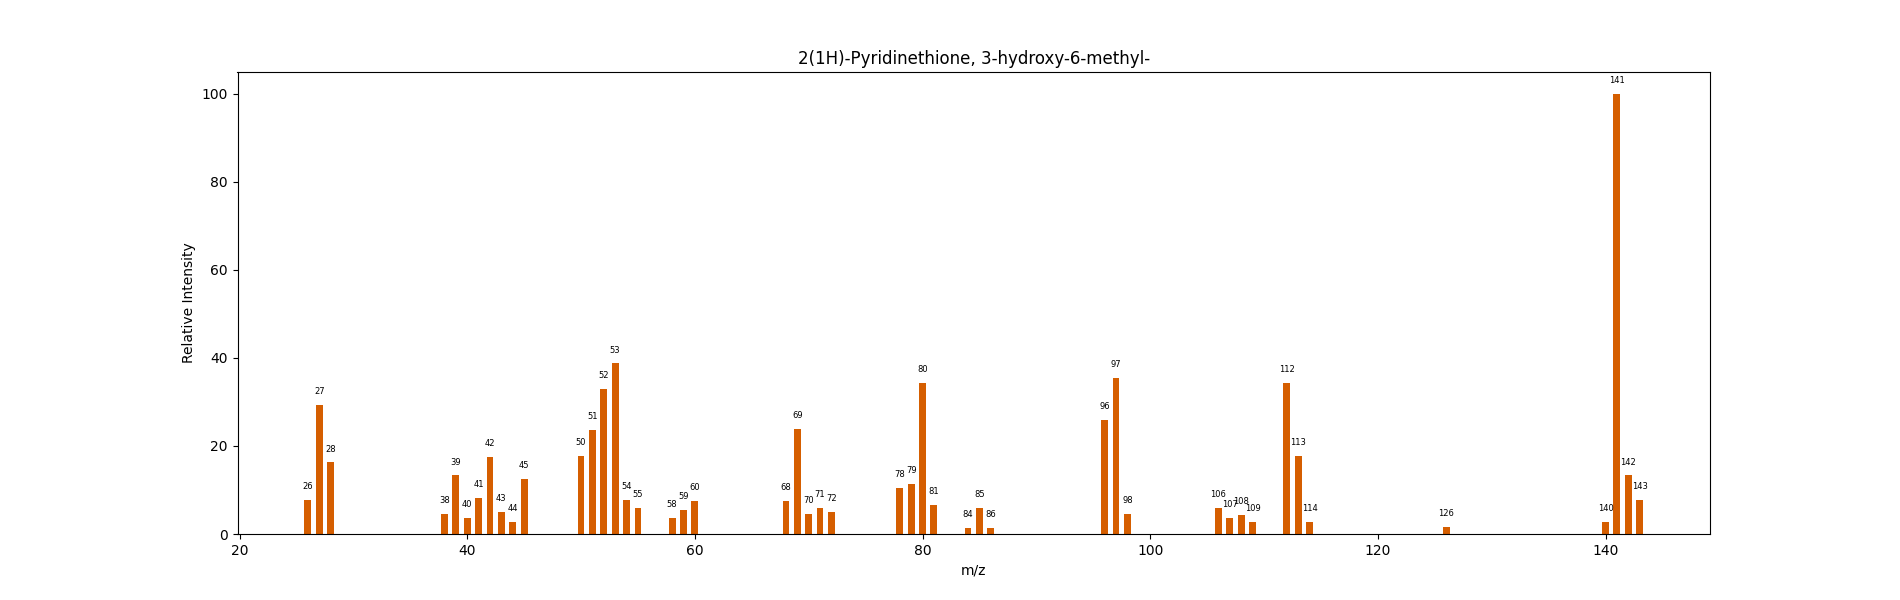 2(1H)-Pyridinethione, 3-hydroxy-6-methyl-
Relative Intensity
100
80
60
40
20
0
26 27 28 38 39 40 41 42 43 44 45 50 51 52 53 54 55 58 59 60 68 69 70 71 72 78 79 80 81 84 85 86 96 97 98 106 107 108 109 112 113 114 126 140 141 142 143
20 40 60 80 100 120 140
m/z